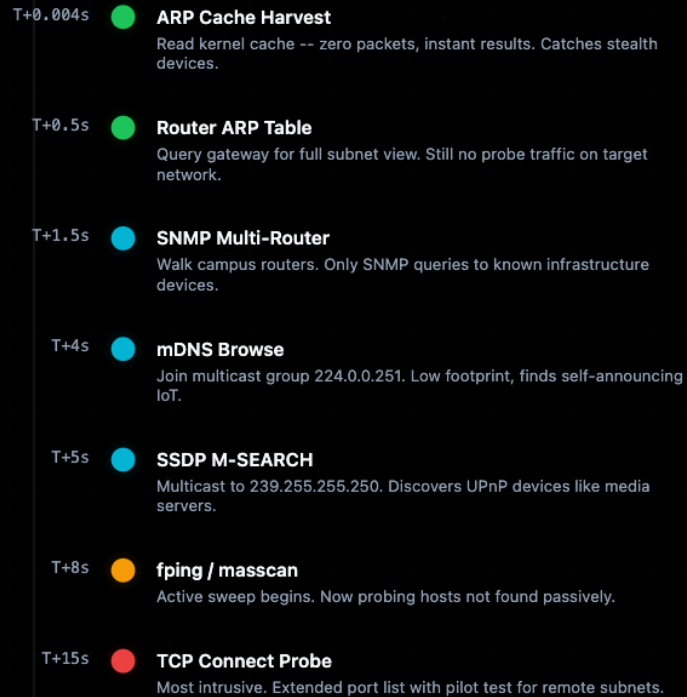 T+0.004s
ARP Cache Harvest
Read kernel cache -- zero packets, instant results. Catches stealth
devices.
T+0.5s
Router ARP Table
Query gateway for full subnet view. Still no probe traffic on target
network.
T+1.5s
SNMP Multi-Router
Walk campus routers. Only SNMP queries to known infrastructure
devices.
T+4s
mDNS Browse
Join multicast group 224.0.0.251. Low footprint, finds self-announcing
IoT.
T+5s
SSDP M-SEARCH
Multicast to 239.255.255.250. Discovers UPnP devices like media
servers.
T+8s
fping / masscan
Active sweep begins. Now probing hosts not found passively.
T+15s
TCP Connect Probe
Most intrusive. Extended port list with pilot test for remote subnets.